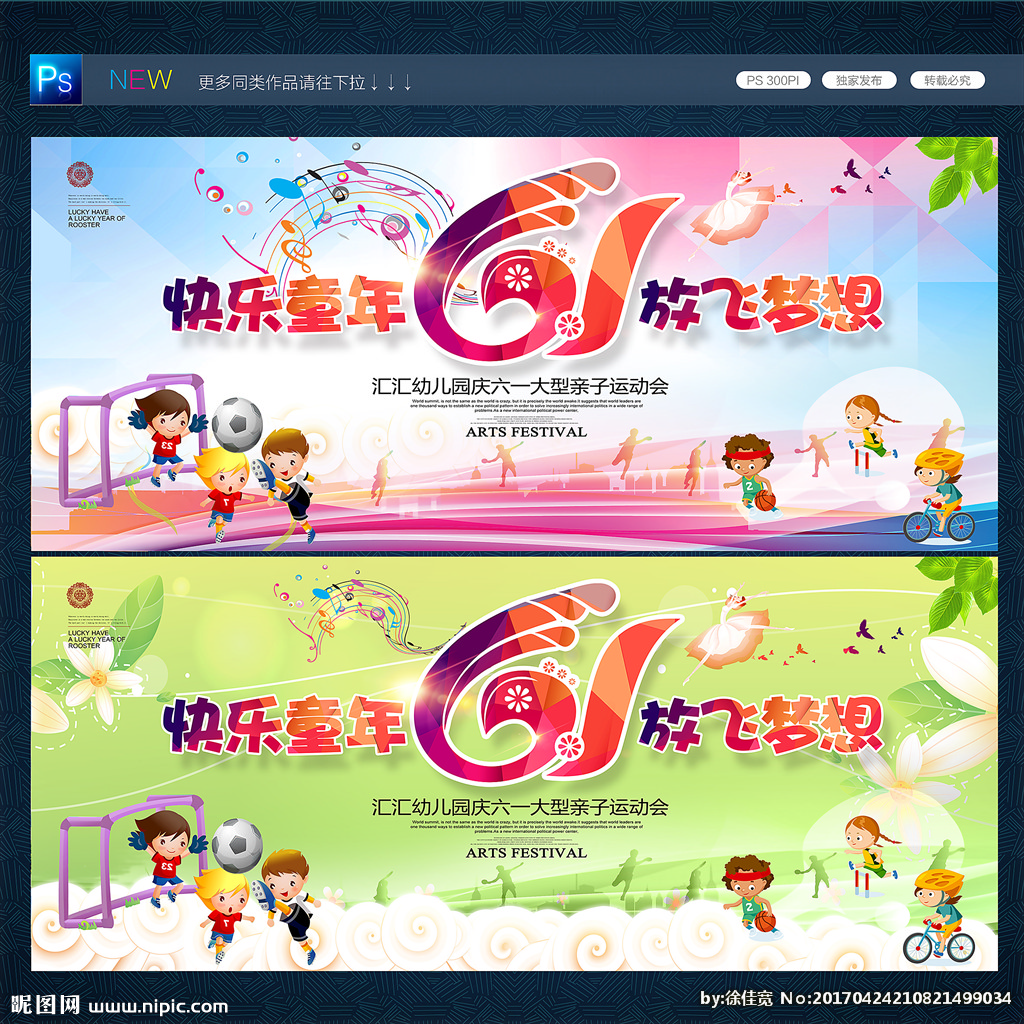 Ps NEW 更多同类作品请往下拉↓↓↓ PS 300PI 独家发布 转载必究
LUCKY HAVE
A LUCKY YEAR OF
ROOSTER
快乐童年 61 放飞梦想
汇汇幼儿园庆六一大型亲子运动会
World summit, is not the same as the world is crazy, but it is precisely the world awake.It suggests that world leaders are
one thousand ways to establish a new political pattern in order to solve increasingly international politics in a wide range of
problems.As a new international political power center.
ARTS FESTIVAL
23
7
2
LUCKY HAVE
A LUCKY YEAR OF
ROOSTER
快乐童年 61 放飞梦想
汇汇幼儿园庆六一大型亲子运动会
World summit, is not the same as the world is crazy, but it is precisely the world awake.It suggests that world leaders are
one thousand ways to establish a new political pattern in order to solve increasingly international politics in a wide range of
problems.As a new international political power center.
ARTS FESTIVAL
23
7
2
昵图网 www.nipic.com
by:徐佳宽 No:20170424210821499034